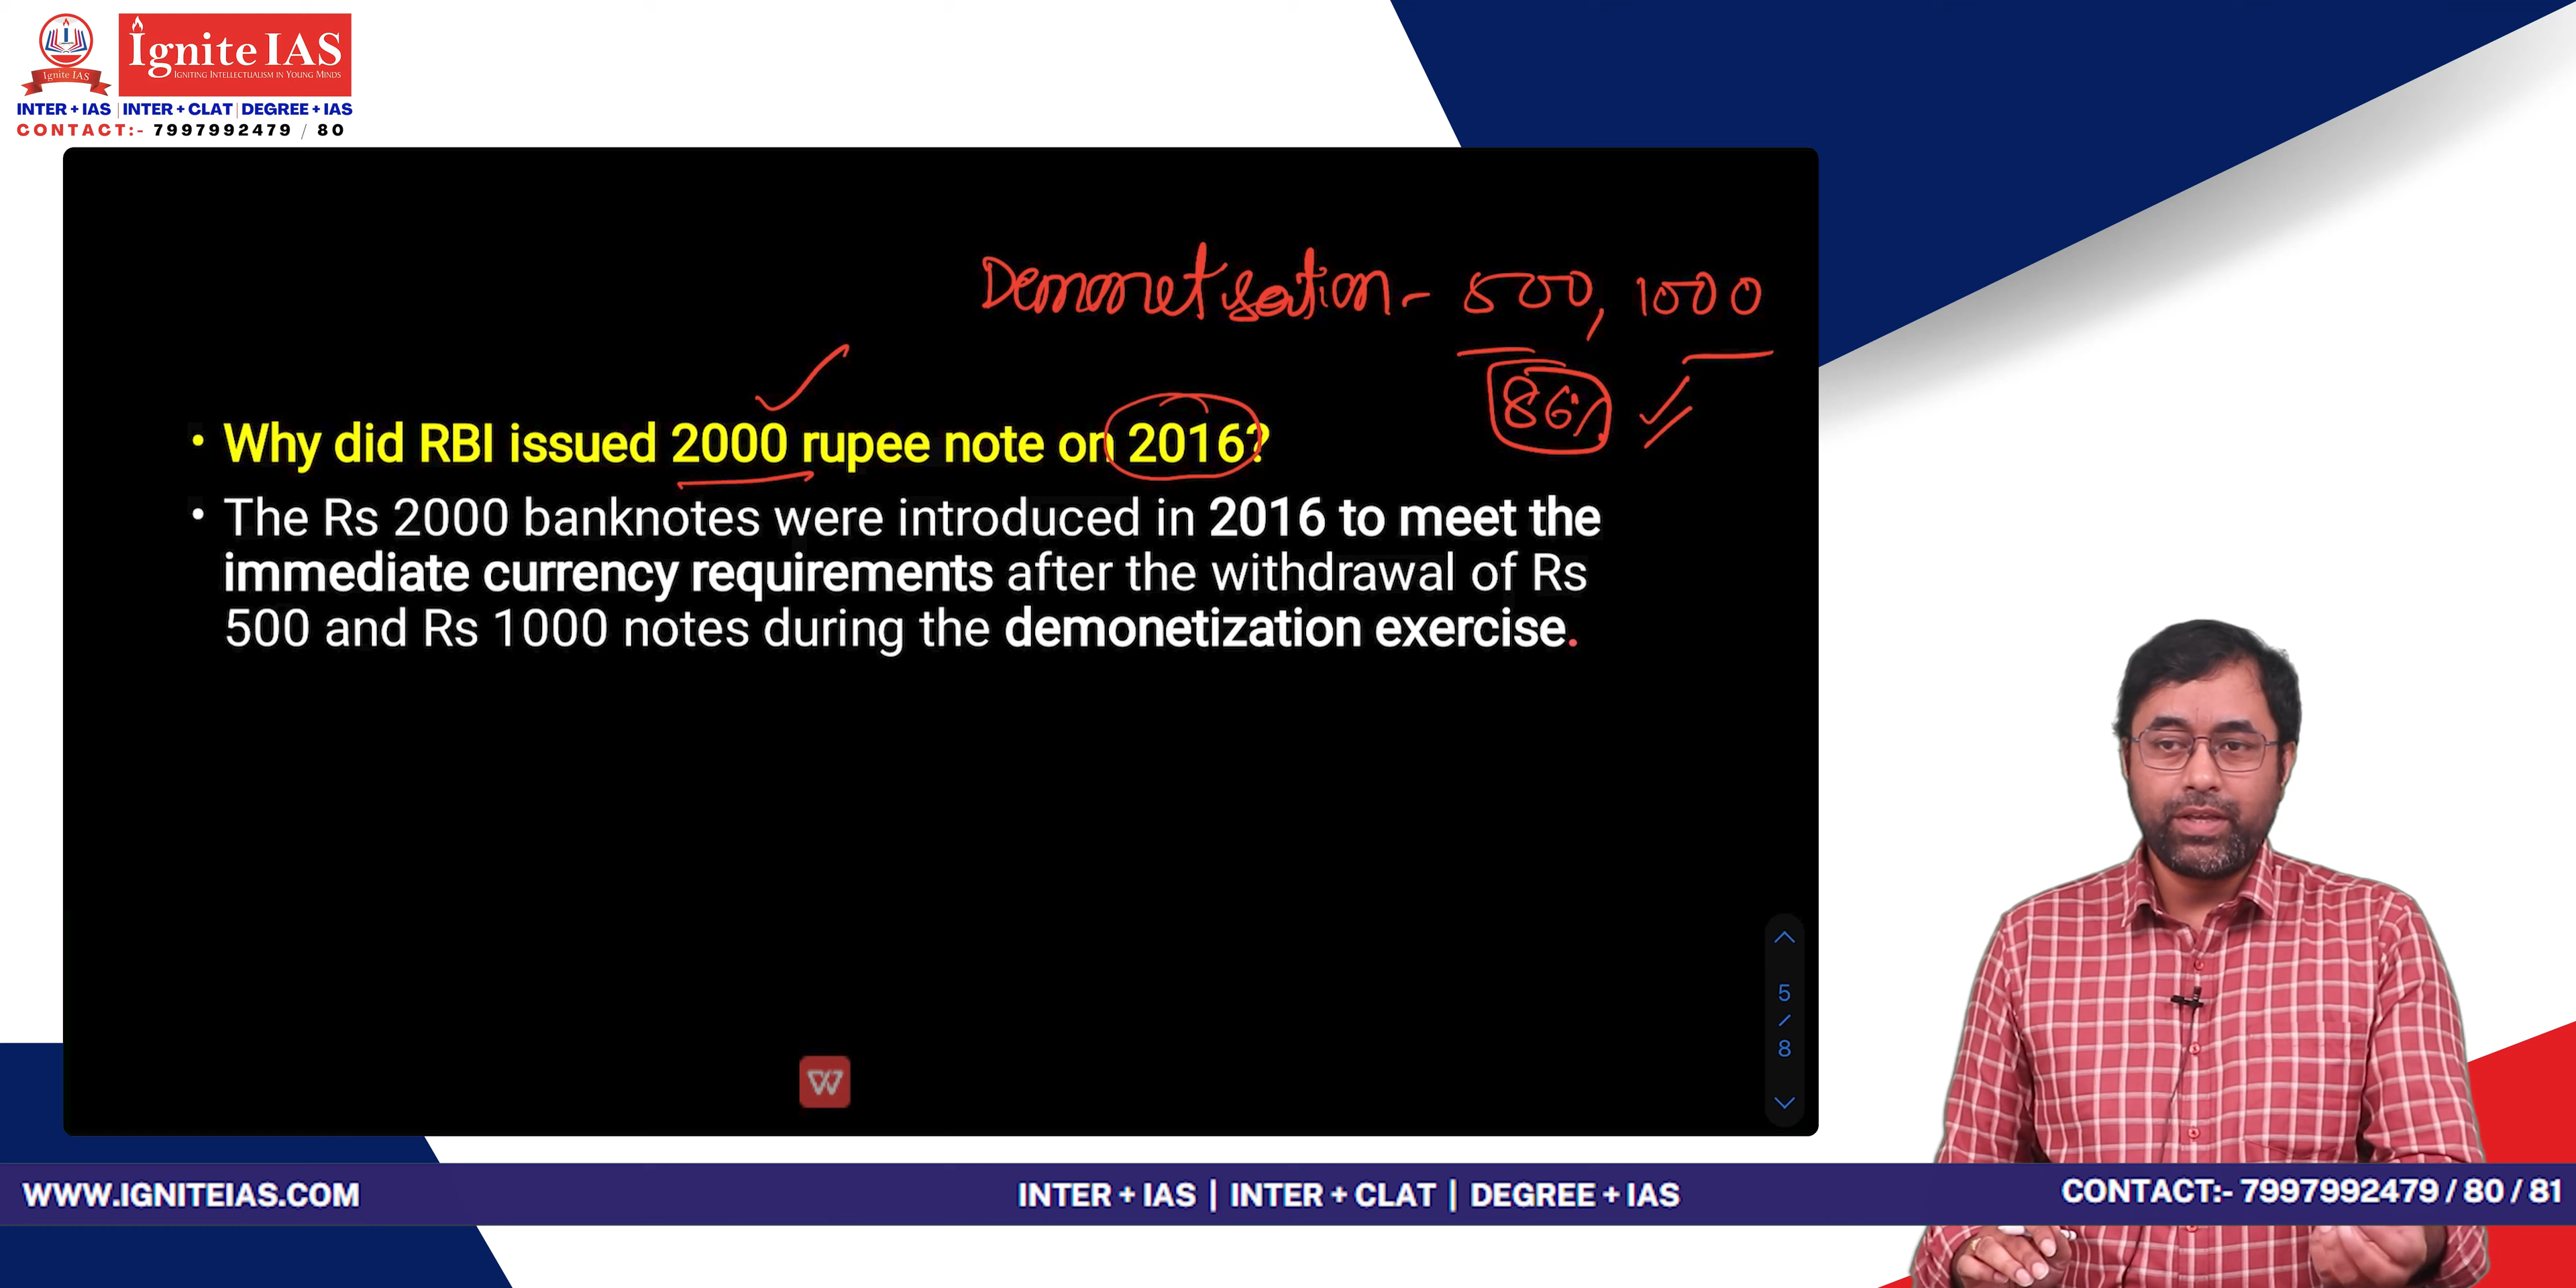 Ignite IAS
Ignite IAS
IGNITING INTELLECTUALISM IN YOUNG MINDS
INTER + IAS | INTER + CLAT | DEGREE + IAS
CONTACT:- 7997992479 / 80
Demonetisation - 500, 1000
86%
• Why did RBI issued 2000 rupee note on 2016?
• The Rs 2000 banknotes were introduced in 2016 to meet the
immediate currency requirements after the withdrawal of Rs
500 and Rs 1000 notes during the demonetization exercise.
5
/
8
W
WWW.IGNITEIAS.COM
INTER + IAS | INTER + CLAT | DEGREE + IAS
CONTACT:- 7997992479 / 80 / 81